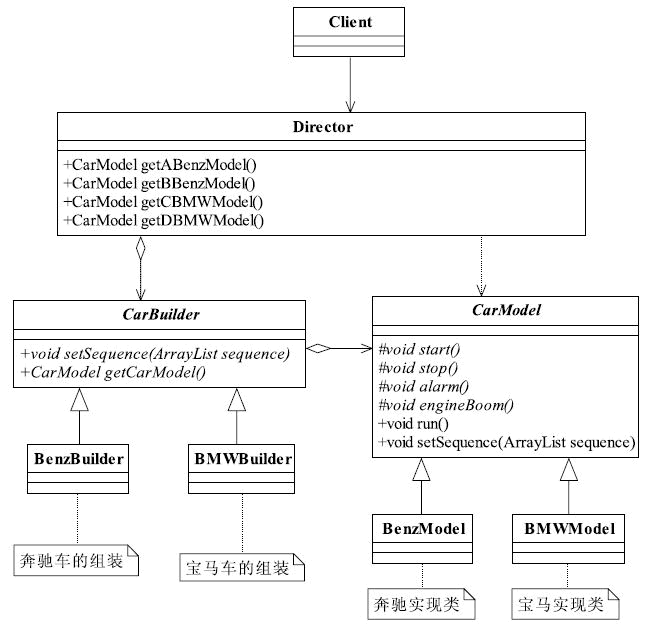 Client
Director
+CarModel getABenzModel()
+CarModel getBBenzModel()
+CarModel getCBMWModel()
+CarModel getDBMWModel()
CarBuilder
+void setSequence(ArrayList sequence)
+CarModel getCarModel()
CarModel
#void start()
#void stop()
#void alarm()
#void engineBoom()
+void run()
+void setSequence(ArrayList sequence)
BenzBuilder
BMWBuilder
BenzModel
BMWModel
奔驰车的组装
宝马车的组装
奔驰实现类
宝马实现类